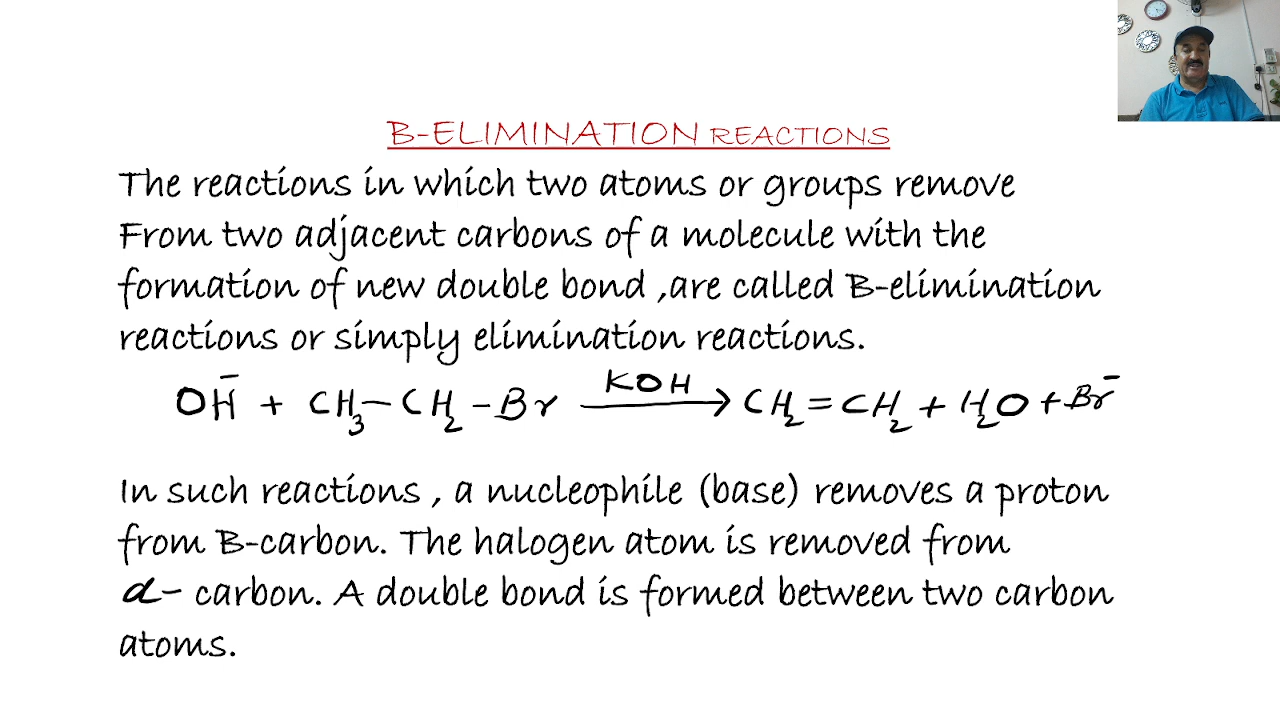 B-ELIMINATION REACTIONS
The reactions in which two atoms or groups remove
From two adjacent carbons of a molecule with the
formation of new double bond ,are called B-elimination
reactions or simply elimination reactions.
OH⁻ + CH₃–CH₂–Br —KOH→ CH₂=CH₂ + H₂O + Br⁻
In such reactions , a nucleophile (base) removes a proton
from B-carbon. The halogen atom is removed from
α- carbon. A double bond is formed between two carbon
atoms.